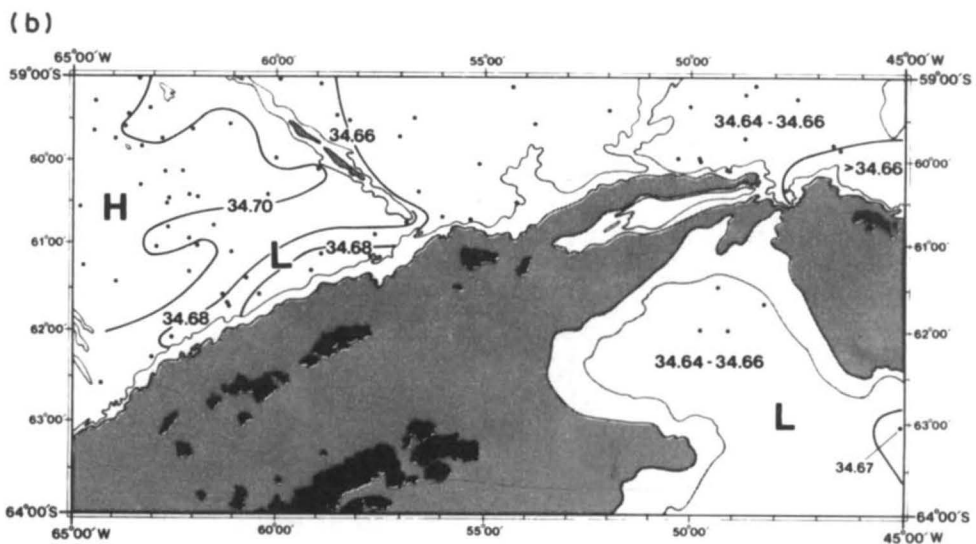 (b)
65°00'W 60°00' 55°00' 50°00' 45°00'W
59°00'S 59°00'S
34.66 34.64 - 34.66
60°00' 60°00'
>34.66
H 34.70
61°00' L 34.68 61°00'
34.68
62°00' 62°00'
34.64 - 34.66
63°00' L 63°00'
34.67
64°00'S 64°00'S
65°00'W 60°00' 55°00' 50°00' 45°00'W